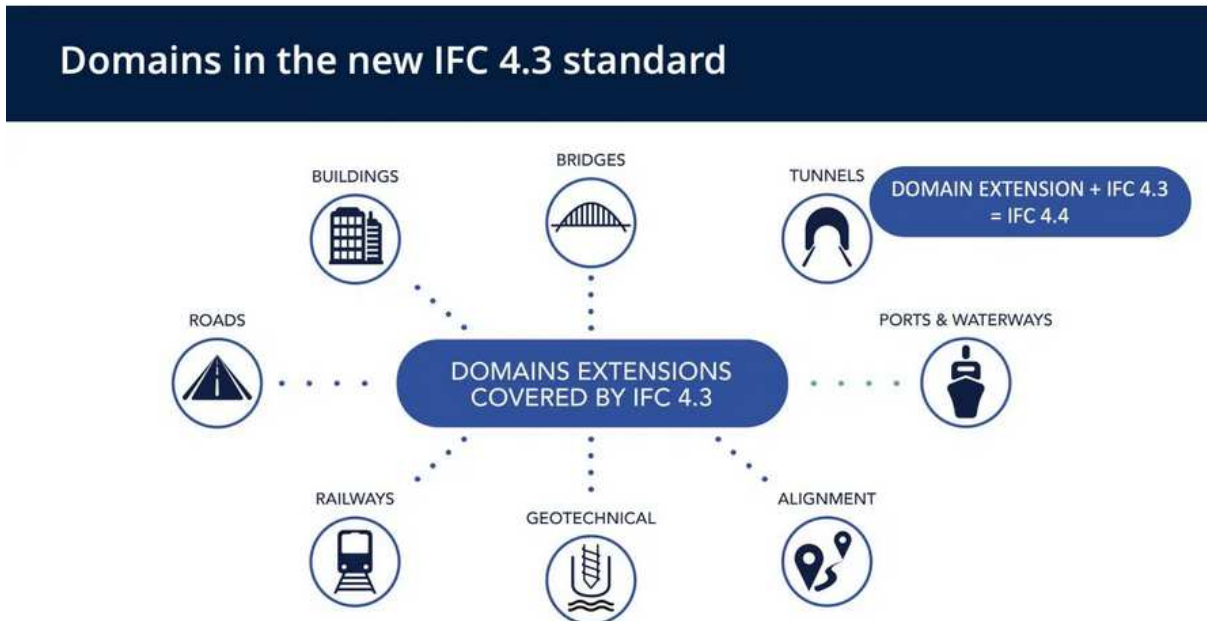 Domains in the new IFC 4.3 standard
BRIDGES
BUILDINGS
TUNNELS
DOMAIN EXTENSION + IFC 4.3
= IFC 4.4
ROADS
PORTS & WATERWAYS
DOMAINS EXTENSIONS
COVERED BY IFC 4.3
RAILWAYS
GEOTECHNICAL
ALIGNMENT